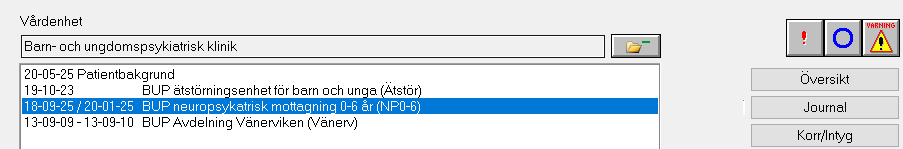 Vårdenhet
Barn- och ungdomspsykiatrisk klinik
WARNING
20-05-25 Patientbakgrund
19-10-23 BUP ätstörningsenhet för barn och unga (Ätstör)
18-09-25 / 20-01-25 BUP neuropsykatrisk mottagning 0-6 år (NP0-6)
13-09-09 - 13-09-10 BUP Avdelning Vänerviken (Vänerv)
Översikt
Journal
Korr/Intyg